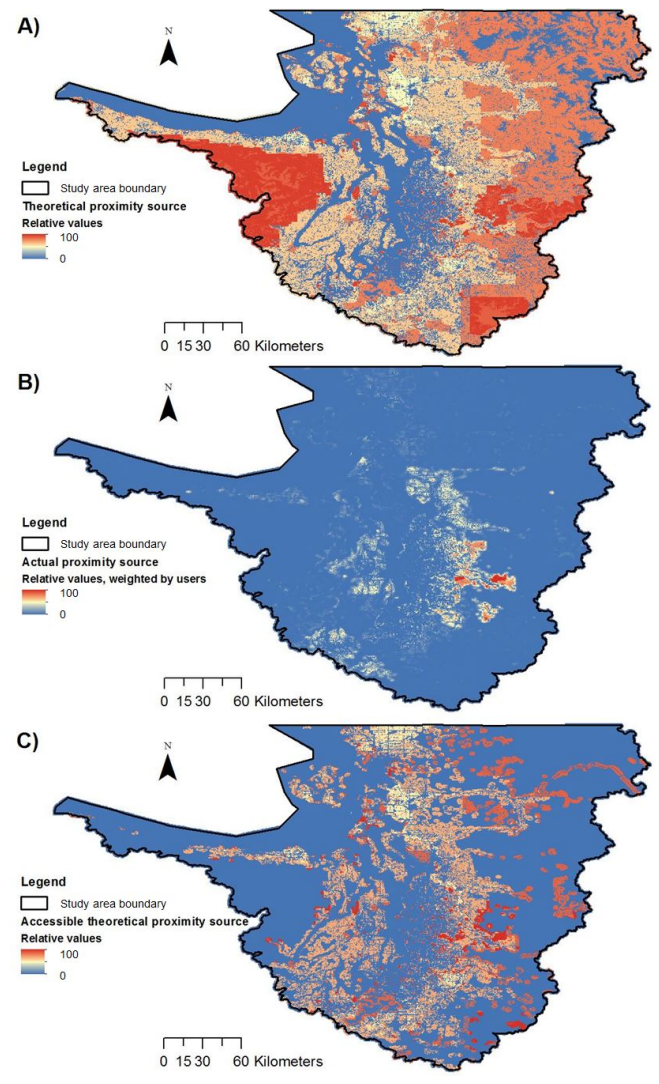 A)
N
Legend
Study area boundary
Theoretical proximity source
Relative values
100
0
0 15 30 60 Kilometers
B)
N
Legend
Study area boundary
Actual proximity source
Relative values, weighted by users
100
0
0 15 30 60 Kilometers
C)
N
Legend
Study area boundary
Accessible theoretical proximity source
Relative values
100
0
0 15 30 60 Kilometers